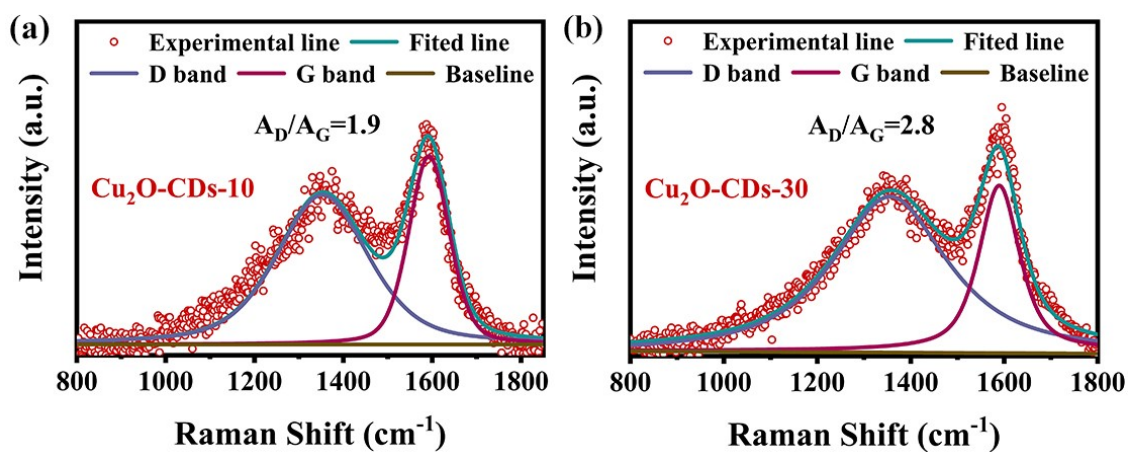 (a)
Experimental line Fited line
D band G band Baseline
A_D/A_G=1.9
Cu₂O-CDs-10
Intensity (a.u.)
800 1000 1200 1400 1600 1800
Raman Shift (cm⁻¹)
(b)
Experimental line Fited line
D band G band Baseline
A_D/A_G=2.8
Cu₂O-CDs-30
Intensity (a.u.)
800 1000 1200 1400 1600 1800
Raman Shift (cm⁻¹)